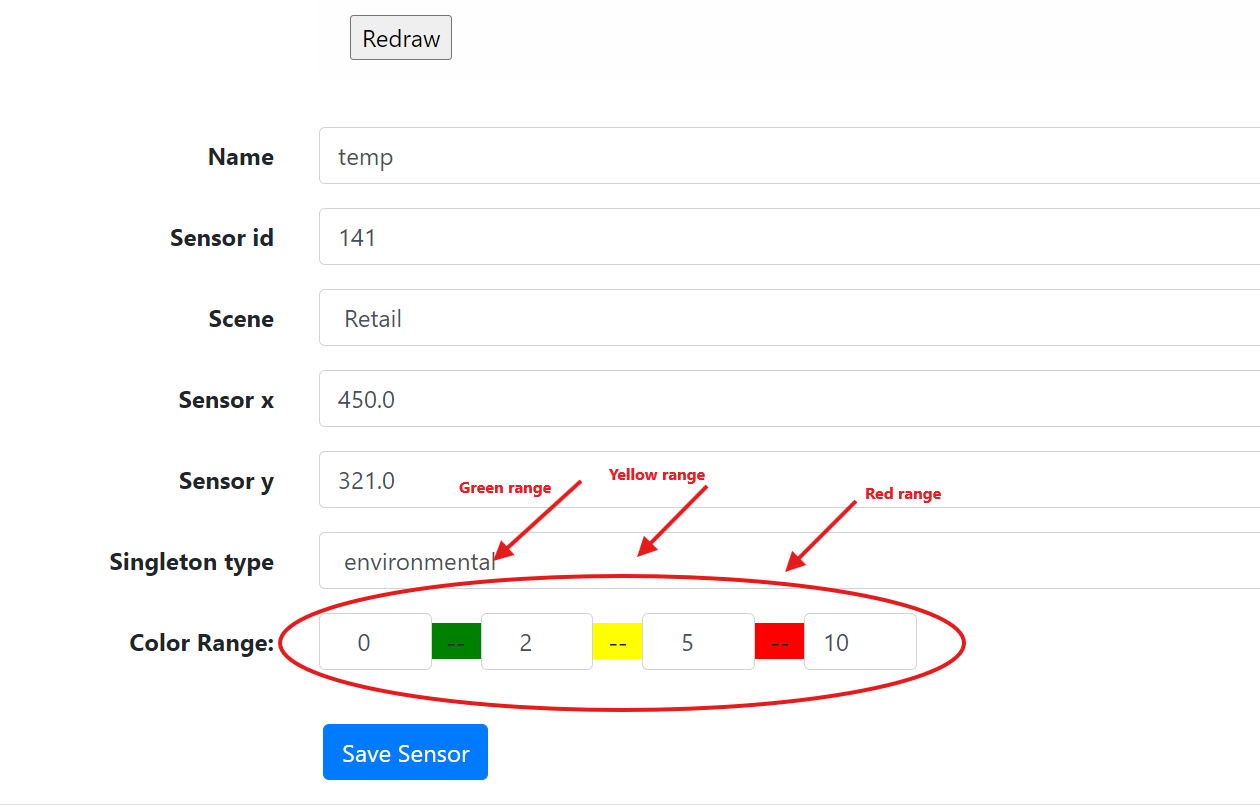 Redraw
Name temp
Sensor id 141
Scene Retail
Sensor x 450.0
Sensor y 321.0
Green range Yellow range Red range
Singleton type environmental
Color Range: 0 -- 2 -- 5 -- 10
Save Sensor